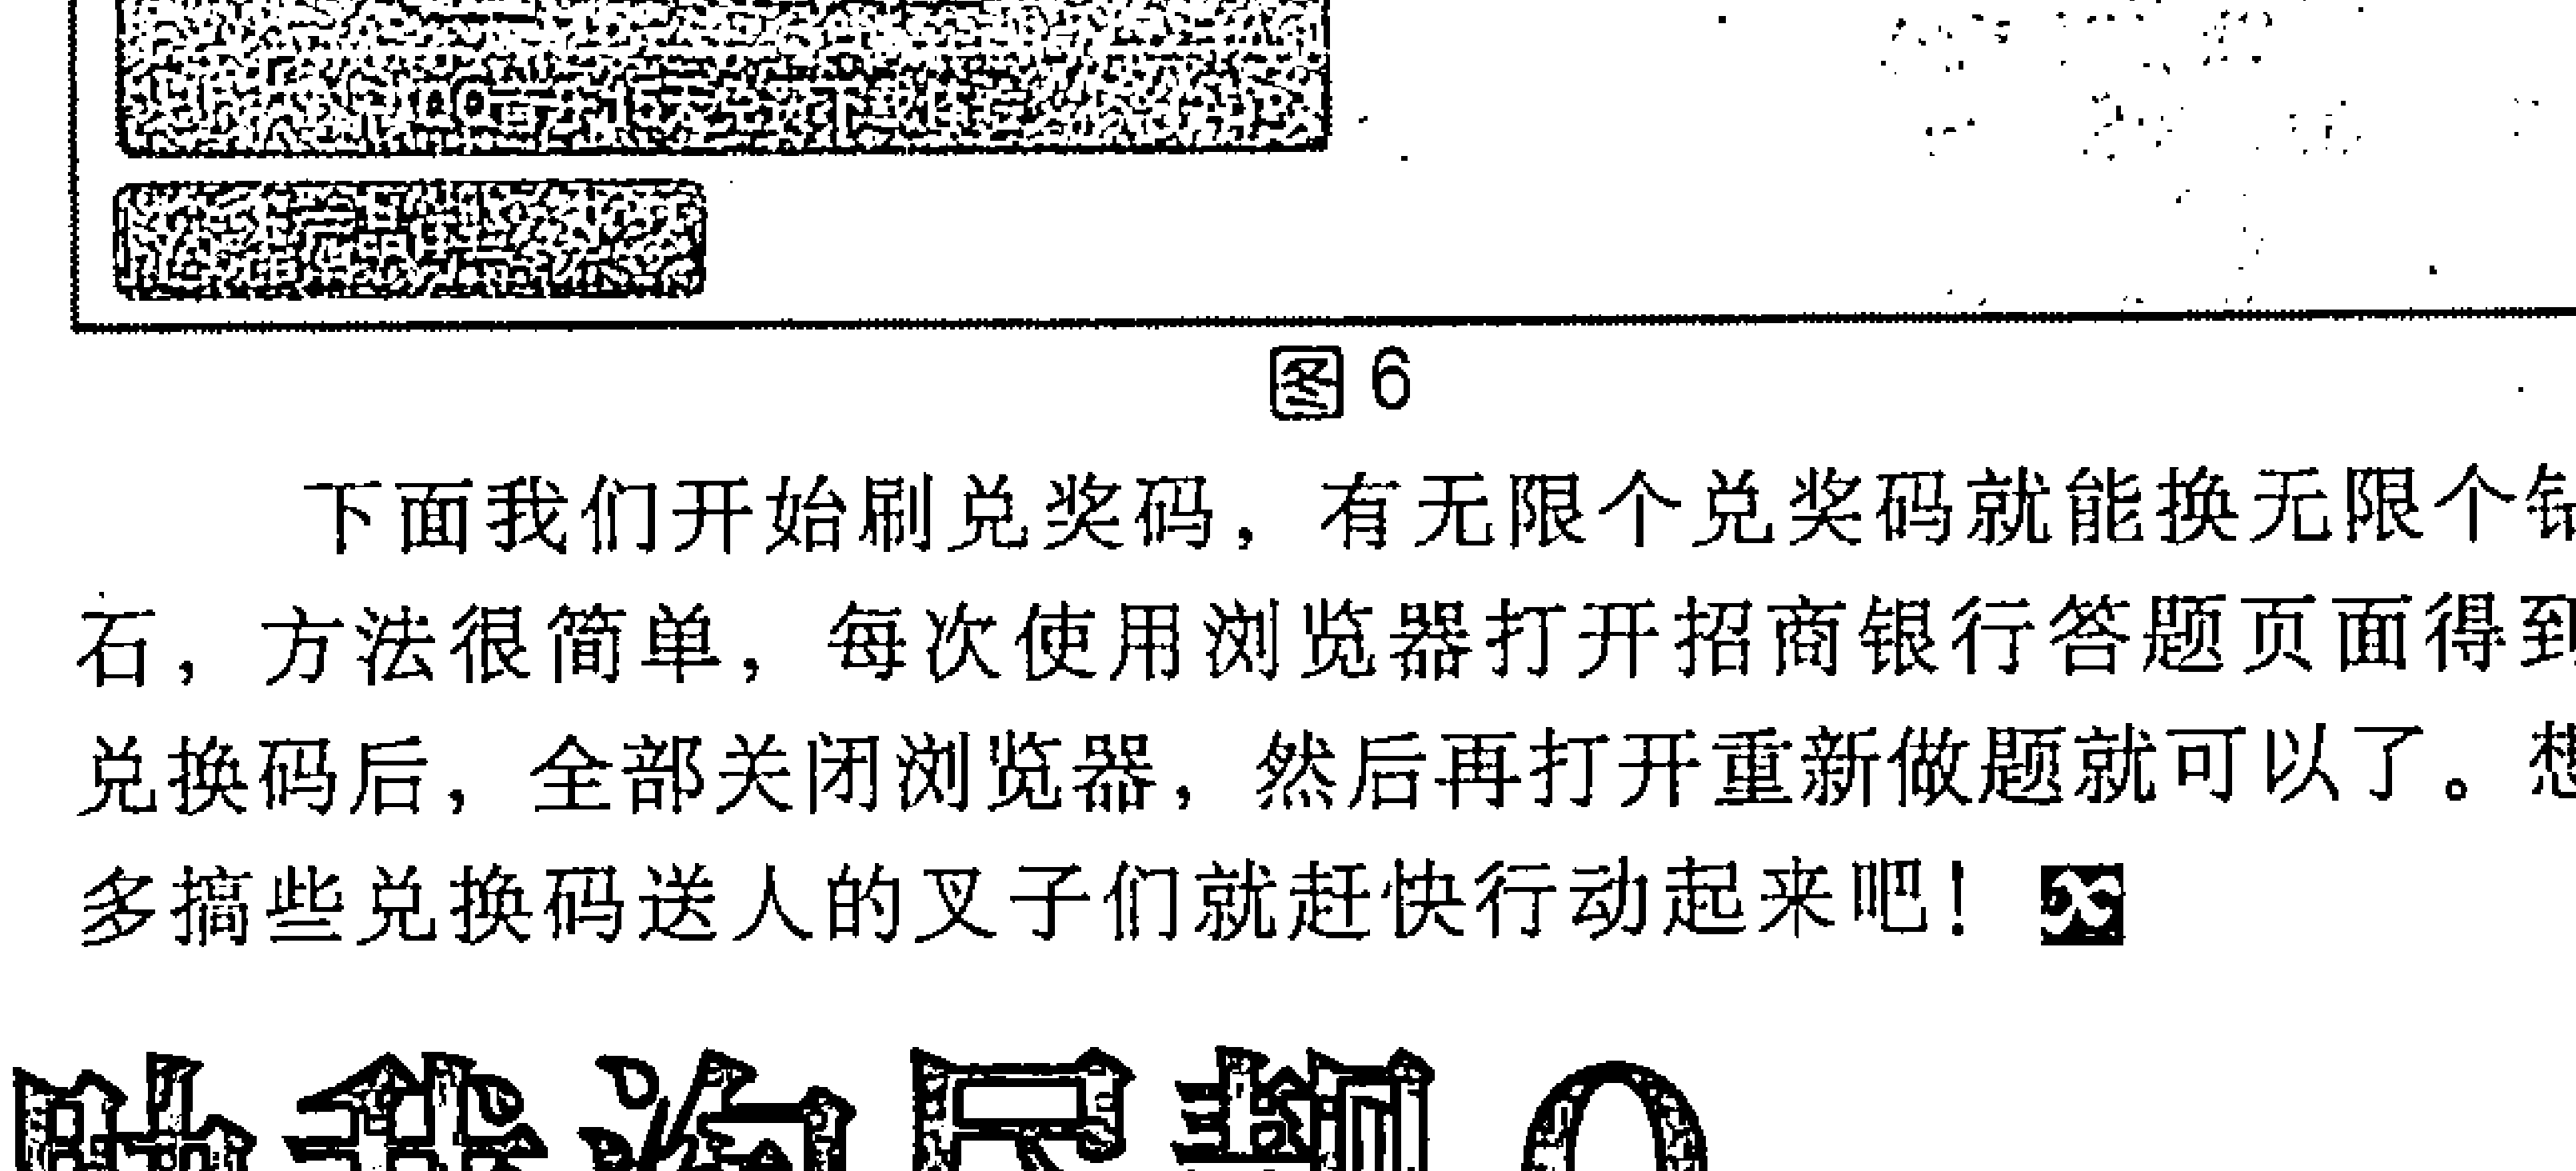 图 6
下面我们开始刷兑奖码，有无限个兑奖码就能换无限个钻
石，方法很简单，每次使用浏览器打开招商银行答题页面得到
兑换码后，全部关闭浏览器，然后再打开重新做题就可以了。想
多搞些兑换码送人的叉子们就赶快行动起来吧！